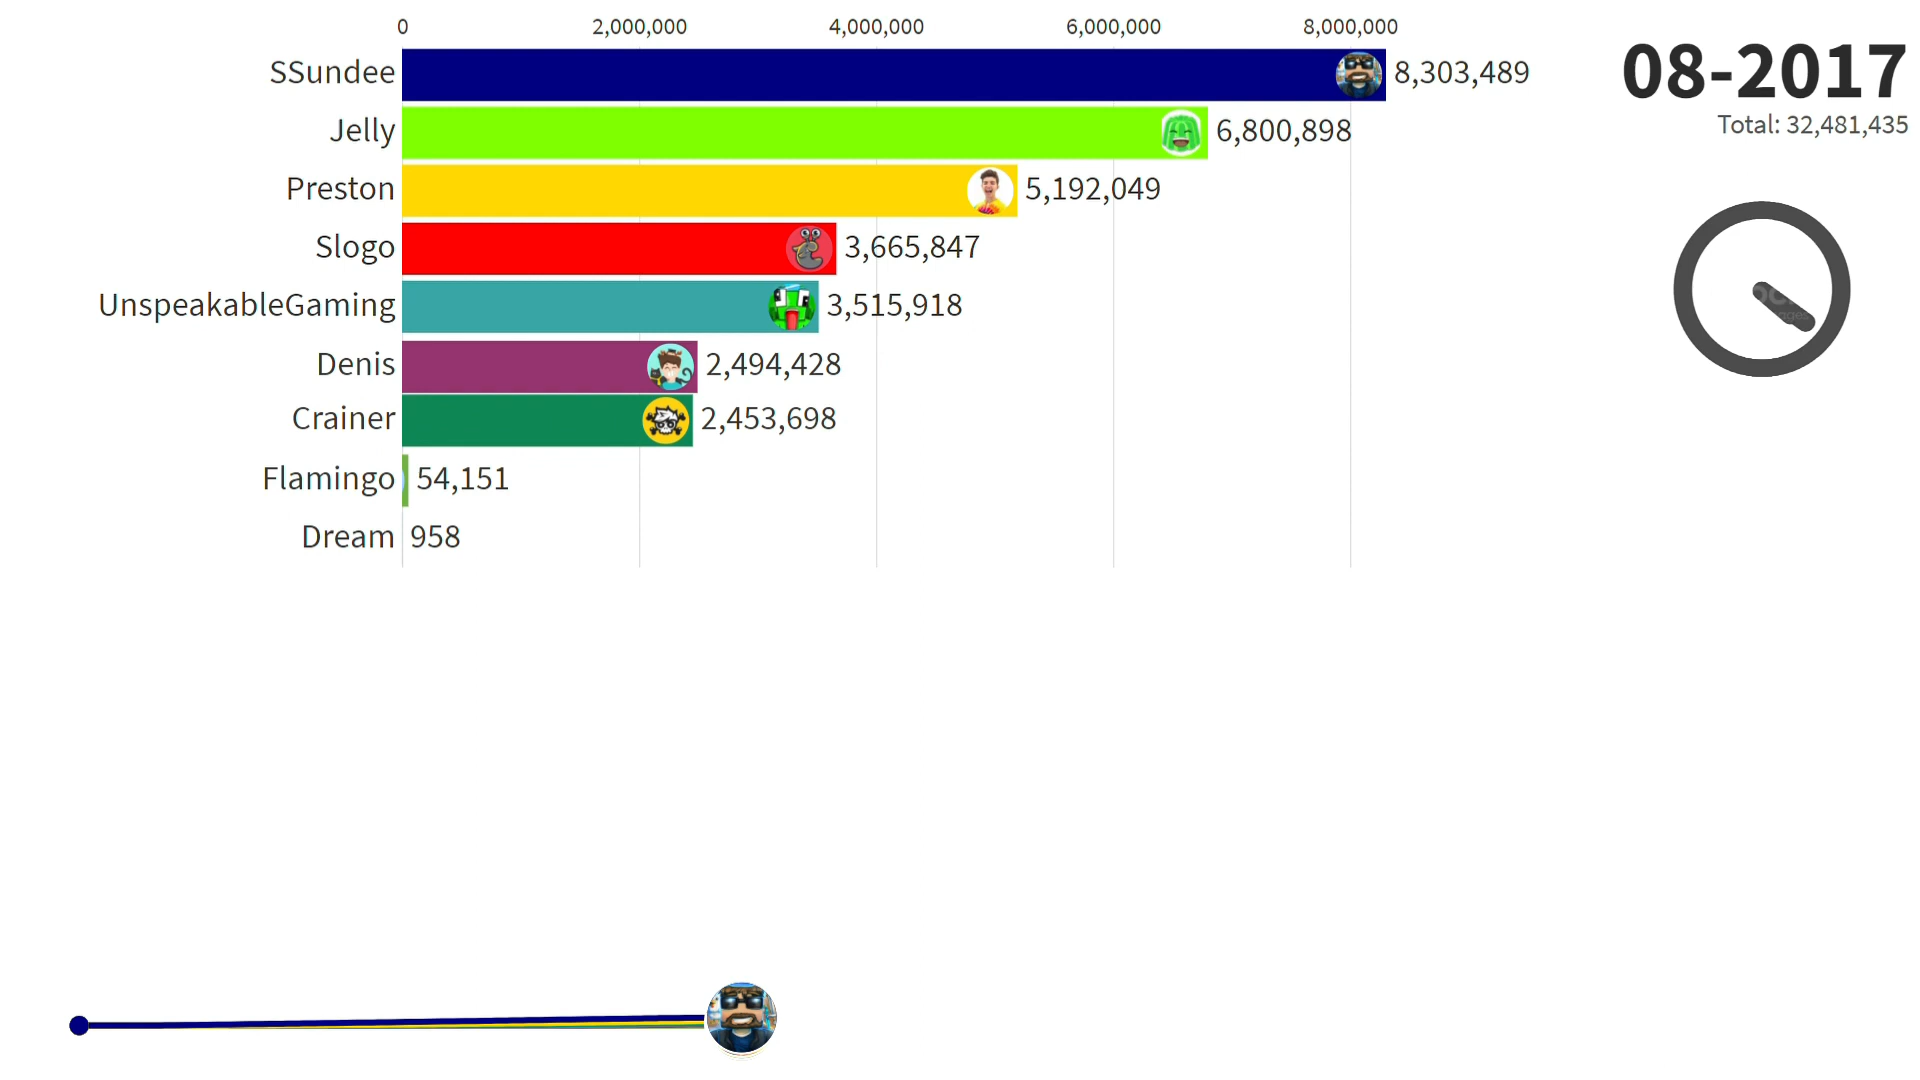 0 2,000,000 4,000,000 6,000,000 8,000,000
SSundee 8,303,489
Jelly 6,800,898
Preston 5,192,049
Slogo 3,665,847
UnspeakableGaming 3,515,918
Denis 2,494,428
Crainer 2,453,698
Flamingo 54,151
Dream 958
08-2017
Total: 32,481,435